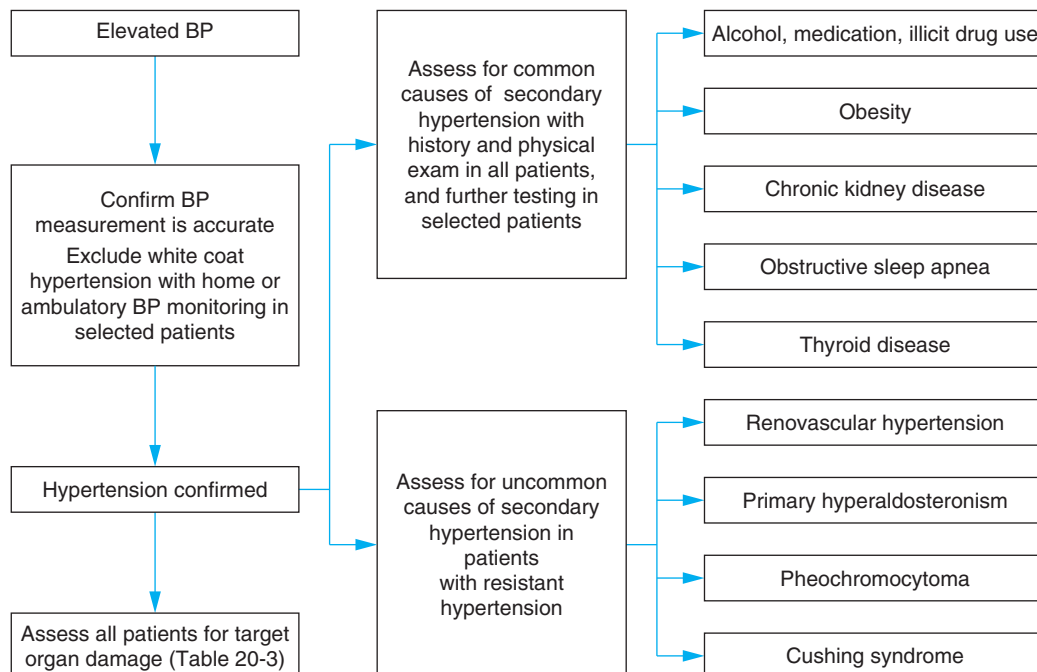 Elevated BP
Confirm BP
measurement is accurate
Exclude white coat
hypertension with home or
ambulatory BP monitoring in
selected patients
Hypertension confirmed
Assess all patients for target
organ damage (Table 20-3)
Assess for common
causes of secondary
hypertension with
history and physical
exam in all patients,
and further testing in
selected patients
Alcohol, medication, illicit drug use
Obesity
Chronic kidney disease
Obstructive sleep apnea
Thyroid disease
Assess for uncommon
causes of secondary
hypertension in
patients
with resistant
hypertension
Renovascular hypertension
Primary hyperaldosteronism
Pheochromocytoma
Cushing syndrome